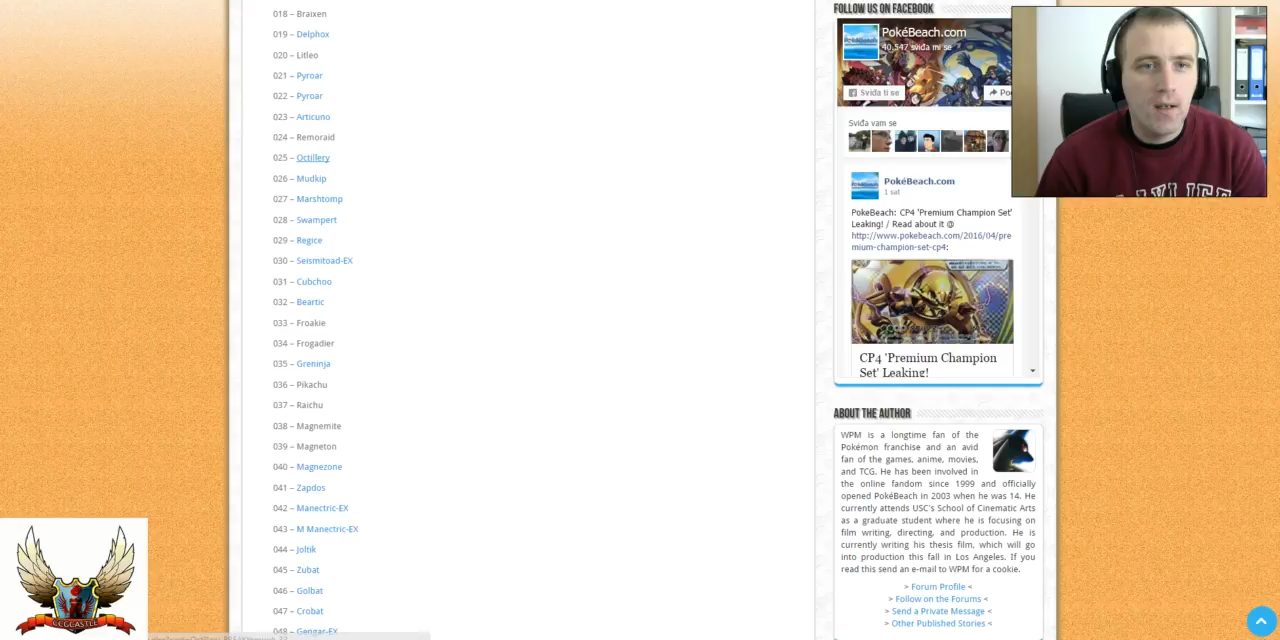 018 – Braixen
019 – Delphox
020 – Litleo
021 – Pyroar
022 – Pyroar
023 – Articuno
024 – Remoraid
025 – Octillery
026 – Mudkip
027 – Marshtomp
028 – Swampert
029 – Regice
030 – Seismitoad-EX
031 – Cubchoo
032 – Beartic
033 – Froakie
034 – Frogadier
035 – Greninja
036 – Pikachu
037 – Raichu
038 – Magnemite
039 – Magneton
040 – Magnezone
041 – Zapdos
042 – Manectric-EX
043 – M Manectric-EX
044 – Joltik
045 – Zubat
046 – Golbat
047 – Crobat
048 – Gengar-EX
FOLLOW US ON FACEBOOK
PokéBeach.com
40.547 sviđa mi se
Sviđa ti se
Sviđa vam se
PokéBeach.com
1 sat
PokeBeach: CP4 'Premium Champion Set'
Leaking! / Read about it @
http://www.pokebeach.com/2016/04/pre
mium-champion-set-cp4:
CP4 'Premium Champion
Set' Leaking!
ABOUT THE AUTHOR
WPM is a longtime fan of the
Pokémon franchise and an avid
fan of the games, anime, movies,
and TCG. He has been involved in
the online fandom since 1999 and officially
opened PokéBeach in 2003 when he was 14. He
currently attends USC's School of Cinematic Arts
as a graduate student where he is focusing on
film writing, directing, and production. He is
currently writing his thesis film, which will go
into production this fall in Los Angeles. If you
read this send an e-mail to WPM for a cookie.
> Forum Profile <
> Follow on the Forums <
> Send a Private Message <
> Other Published Stories <
CCGCASTLE